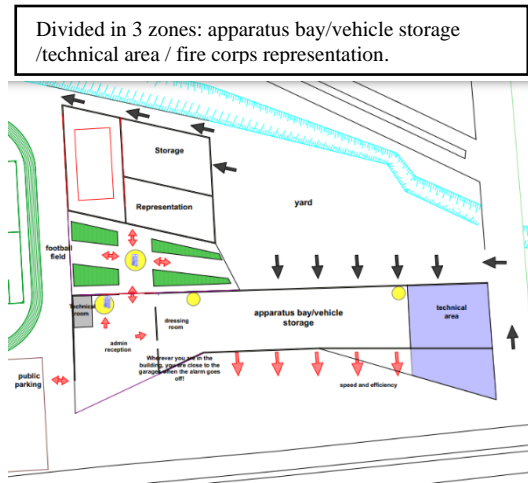 Divided in 3 zones: apparatus bay/vehicle storage
/technical area / fire corps representation.
Storage
Representation
yard
football
field
Technical
room
dressing
room
apparatus bay/vehicle
storage
technical
area
admin
reception
Wherever you are in the
building, you are close to the
garages when the alarm goes
off!
public
parking
speed and efficiency